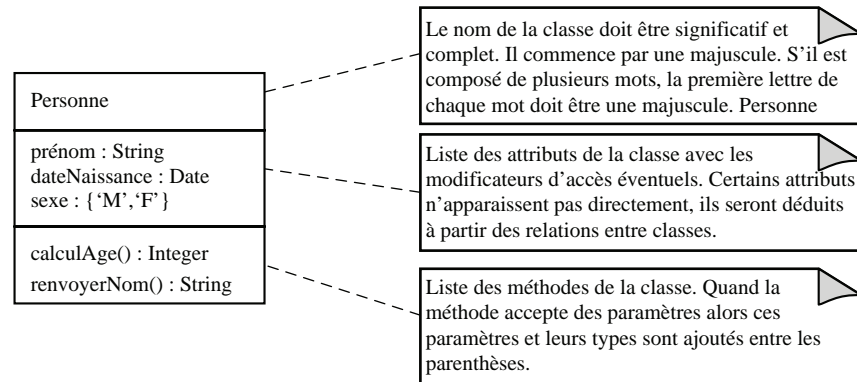 Personne
prénom : String
dateNaissance : Date
sexe : {‘M’,‘F’}
calculAge() : Integer
renvoyerNom() : String
Le nom de la classe doit être significatif et
complet. Il commence par une majuscule. S’il est
composé de plusieurs mots, la première lettre de
chaque mot doit être une majuscule. Personne
Liste des attributs de la classe avec les
modificateurs d’accès éventuels. Certains attributs
n’apparaissent pas directement, ils seront déduits
à partir des relations entre classes.
Liste des méthodes de la classe. Quand la
méthode accepte des paramètres alors ces
paramètres et leurs types sont ajoutés entre les
parenthèses.